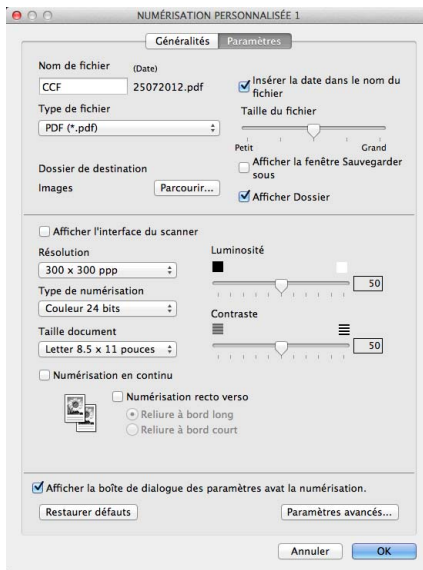 NUMÉRISATION PERSONNALISÉE 1
Généralités Paramètres
Nom de fichier (Date)
CCF 25072012.pdf
Insérer la date dans le nom du
fichier
Type de fichier
PDF (*.pdf)
Taille du fichier
Petit Grand
Dossier de destination
Images Parcourir...
Afficher la fenêtre Sauvegarder
sous
Afficher Dossier
Afficher l'interface du scanner
Résolution
300 x 300 ppp
Type de numérisation
Couleur 24 bits
Taille document
Letter 8.5 x 11 pouces
Luminosité
50
Contraste
50
Numérisation en continu
Numérisation recto verso
Reliure à bord long
Reliure à bord court
Afficher la boîte de dialogue des paramètres avat la numérisation.
Restaurer défauts Paramètres avancés...
Annuler OK